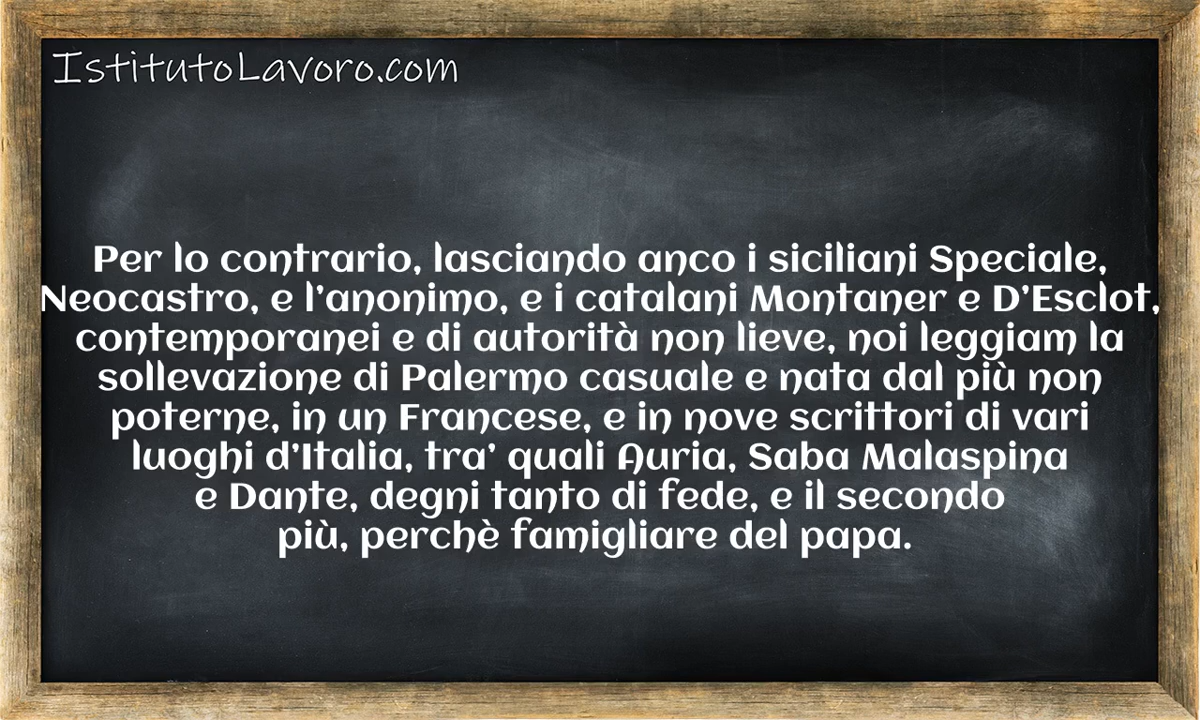 IstitutoLavoro.com
Per lo contrario, lasciando anco i siciliani Speciale,
Neocastro, e l'anonimo, e i catalani Montaner e D'Esclot,
contemporanei e di autorità non lieve, noi leggiam la
sollevazione di Palermo casuale e nata dal più non
poterne, in un Francese, e in nove scrittori di vari
luoghi d'Italia, tra' quali Auria, Saba Malaspina
e Dante, degni tanto di fede, e il secondo
più, perchè famigliare del papa.